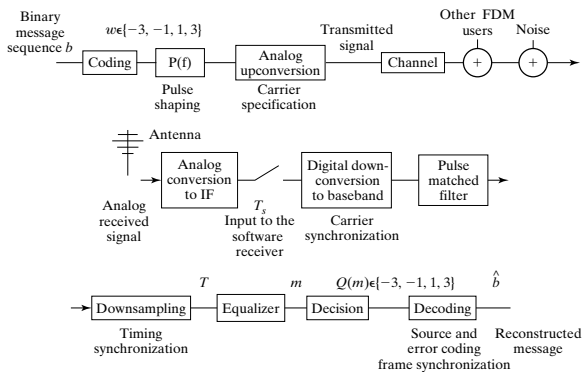 Binary
message
sequence b
wϵ{−3, −1, 1, 3}
Coding
P(f)
Pulse
shaping
Analog
upconversion
Carrier
specification
Transmitted
signal
Channel
Other FDM
users
+
Noise
+
Antenna
Analog
received
signal
Analog
conversion
to IF
Ts
Input to the
software
receiver
Digital down-
conversion
to baseband
Carrier
synchronization
Pulse
matched
filter
Downsampling
Timing
synchronization
T
Equalizer
m
Decision
Q(m)ϵ{−3, −1, 1, 3}
Decoding
Source and
error coding
frame synchronization
b̂
Reconstructed
message